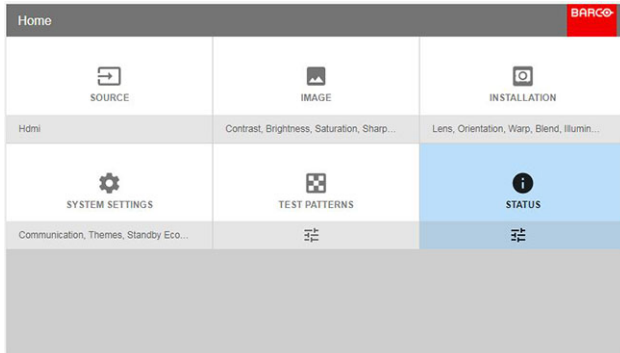 Home
BARCO
SOURCE
IMAGE
INSTALLATION
Hdmi
Contrast, Brightness, Saturation, Sharp...
Lens, Orientation, Warp, Blend, Illumin...
SYSTEM SETTINGS
TEST PATTERNS
STATUS
Communication, Themes, Standby Eco...